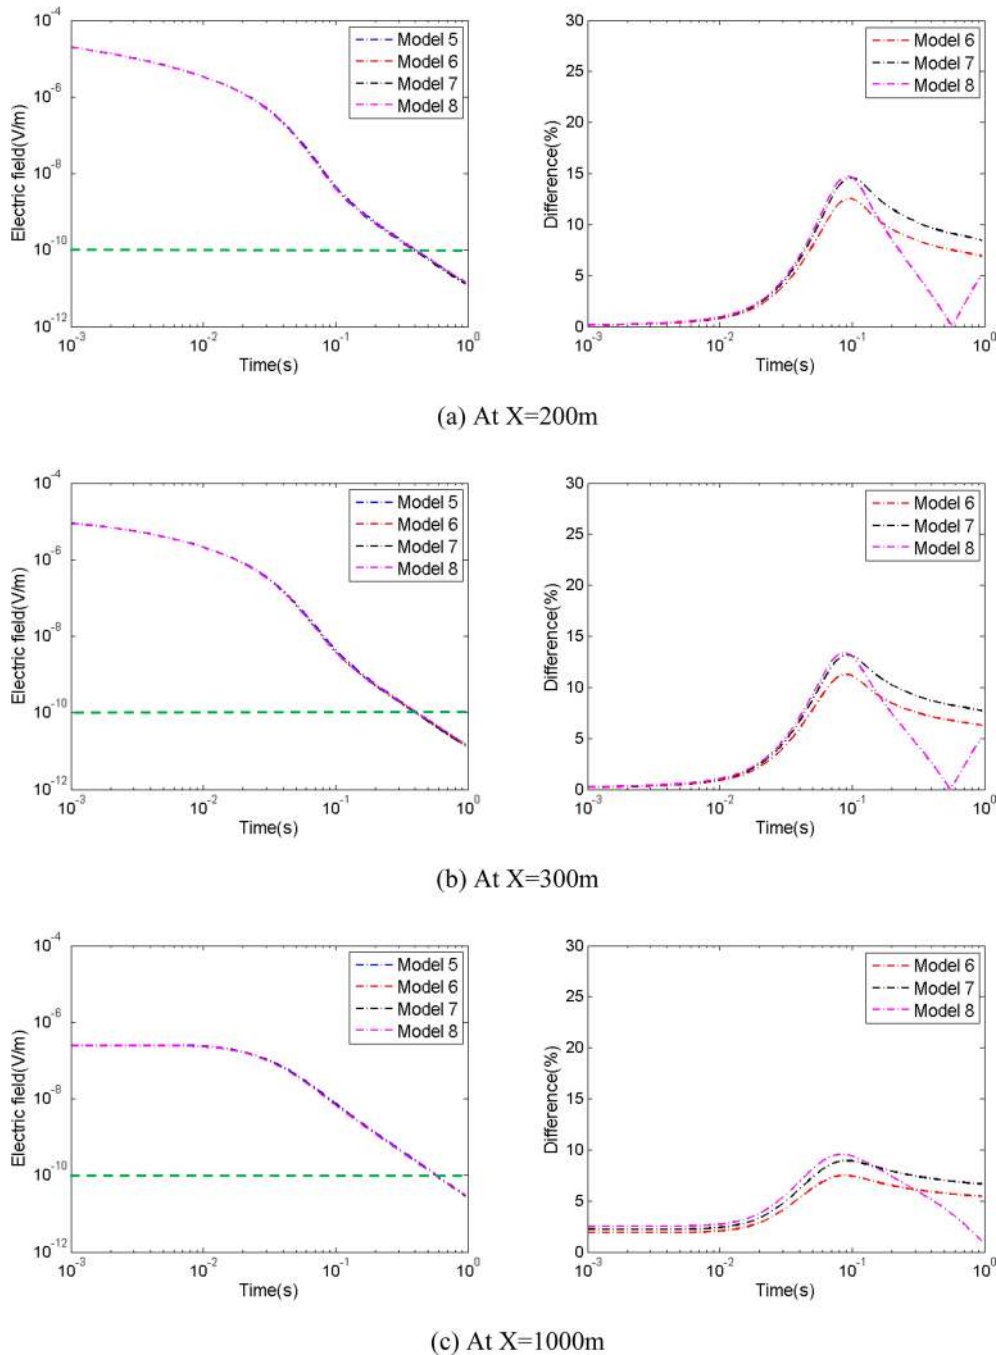 10^-4
10^-6
10^-8
10^-10
10^-12
Electric field(V/m)
Model 5
Model 6
Model 7
Model 8
10^-3 10^-2 10^-1 10^0
Time(s)
30
25
20
15
10
5
0
Difference(%)
Model 6
Model 7
Model 8
10^-3 10^-2 10^-1 10^0
Time(s)
(a) At X=200m
10^-4
10^-6
10^-8
10^-10
10^-12
Electric field(V/m)
Model 5
Model 6
Model 7
Model 8
10^-3 10^-2 10^-1 10^0
Time(s)
30
25
20
15
10
5
0
Difference(%)
Model 6
Model 7
Model 8
10^-3 10^-2 10^-1 10^0
Time(s)
(b) At X=300m
10^-4
10^-6
10^-8
10^-10
10^-12
Electric field(V/m)
Model 5
Model 6
Model 7
Model 8
10^-3 10^-2 10^-1 10^0
Time(s)
30
25
20
15
10
5
0
Difference(%)
Model 6
Model 7
Model 8
10^-3 10^-2 10^-1 10^0
Time(s)
(c) At X=1000m